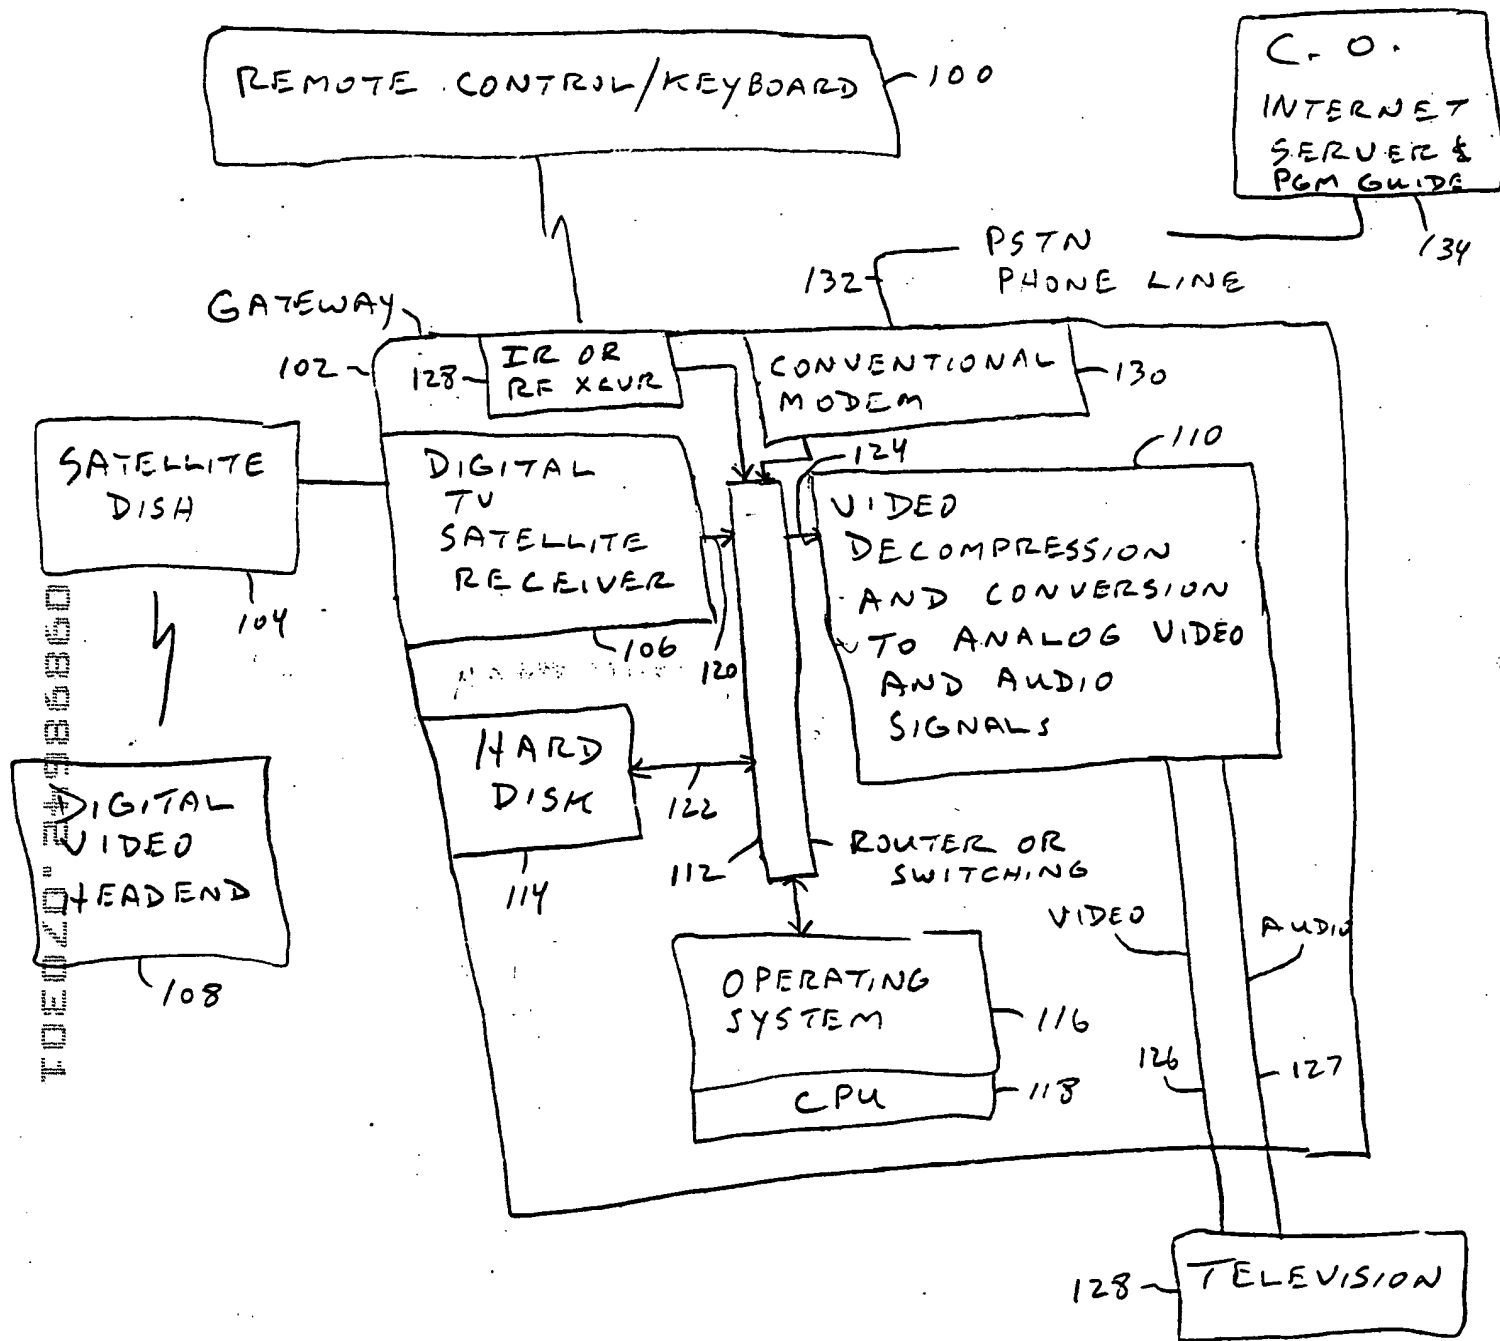 REMOTE CONTROL/KEYBOARD
100
C. O.
INTERNET
SERVER &
PGM GUIDE
134
PSTN
PHONE LINE
132
GATEWAY
102
128
IR OR
RF XCVR
CONVENTIONAL
MODEM
130
SATELLITE
DISH
104
DIGITAL
TV
SATELLITE
RECEIVER
106
120
124
110
VIDEO
DECOMPRESSION
AND CONVERSION
TO ANALOG VIDEO
AND AUDIO
SIGNALS
HARD
DISK
114
122
112
ROUTER OR
SWITCHING
DIGITAL
VIDEO
HEADEND
108
OPERATING
SYSTEM
116
CPU
118
VIDEO
AUDIO
126
127
128
TELEVISION